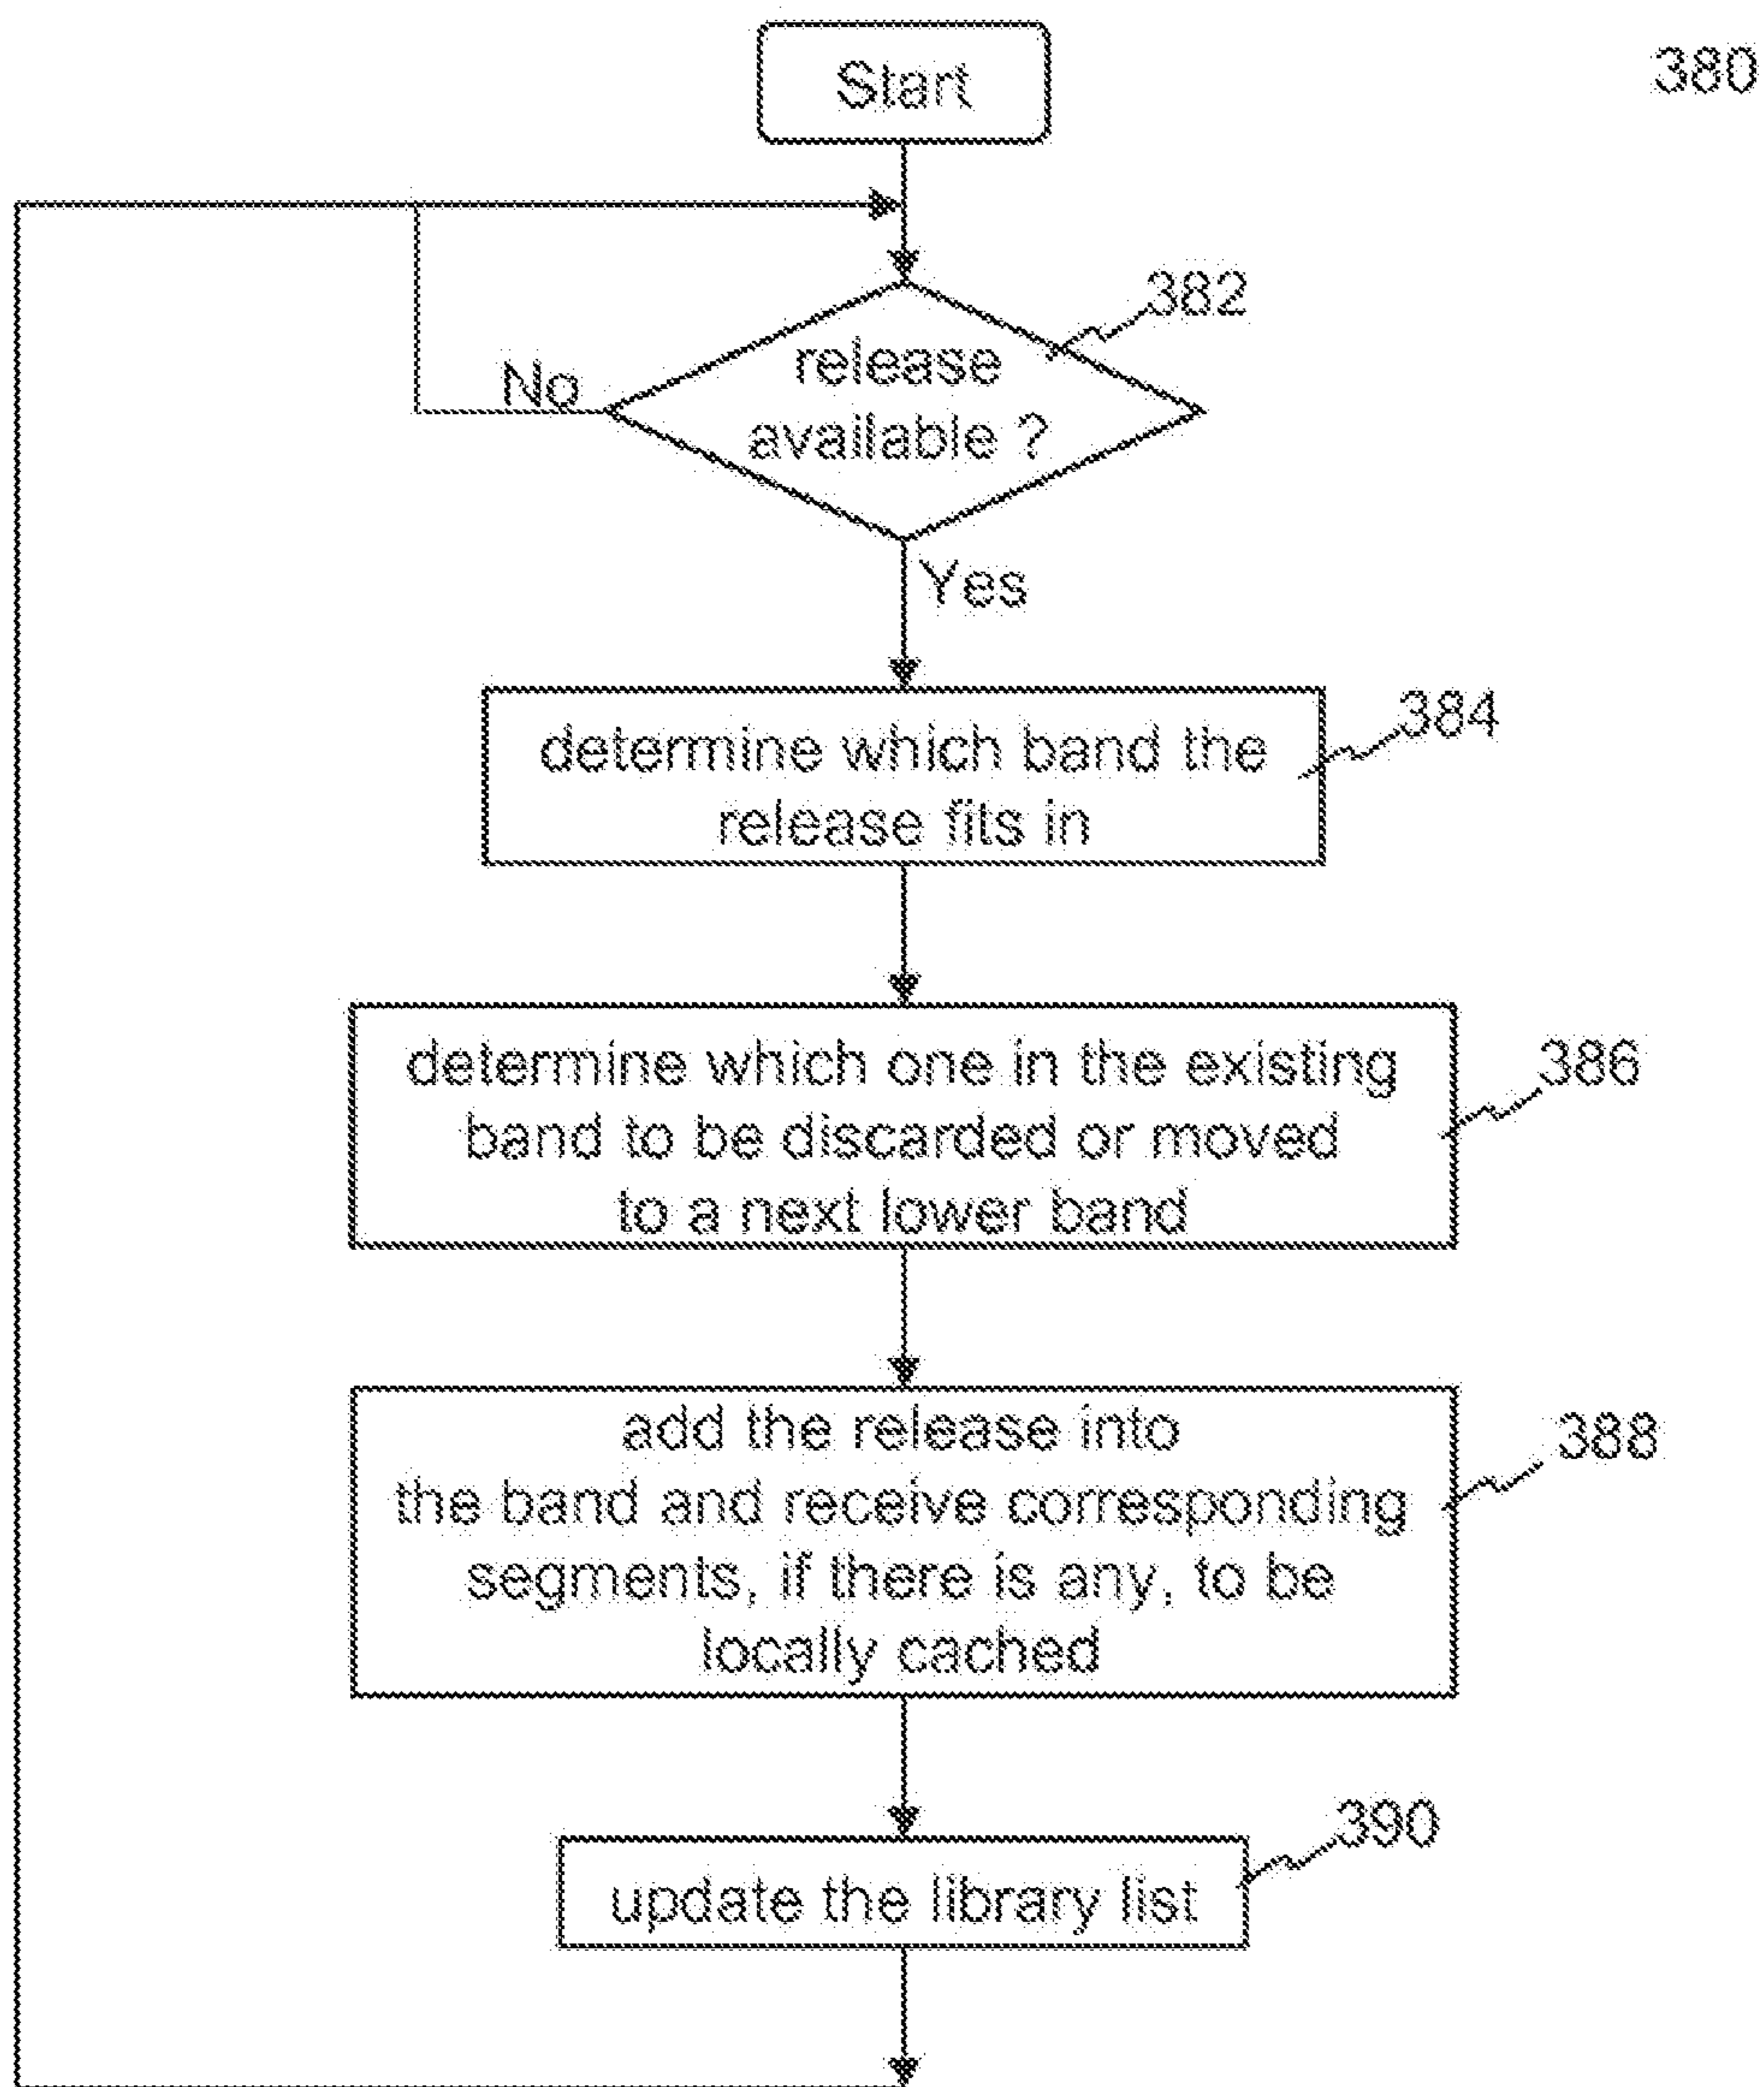 Start
380
382
release
available ?
No
Yes
384
determine which band the
release fits in
determine which one in the existing
band to be discarded or moved
to a next lower band
386
add the release into
the band and receive corresponding
segments, if there is any, to be
locally cached
388
390
update the library list